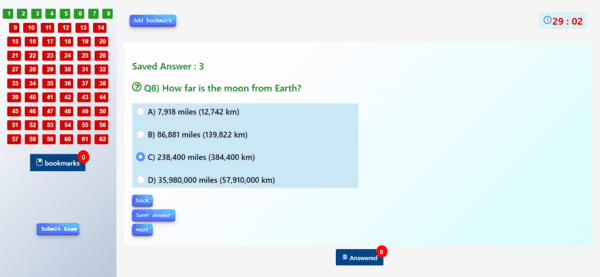 1 2 3 4 5 6 7 8
9 10 11 12 13 14
15 16 17 18 19 20
21 22 23 24 25 26
27 28 29 30 31 32
33 34 35 36 37 38
39 40 41 42 43 44
45 46 47 48 49 50
51 52 53 54 55 56
57 58 59 60 61 62
bookmarks 0
Submit Exam
Add bookmark
29 : 02
Saved Answer : 3
Q8) How far is the moon from Earth?
A) 7,918 miles (12,742 km)
B) 86,881 miles (139,822 km)
C) 238,400 miles (384,400 km)
D) 35,980,000 miles (57,910,000 km)
back
Save answer
next
Answered 8